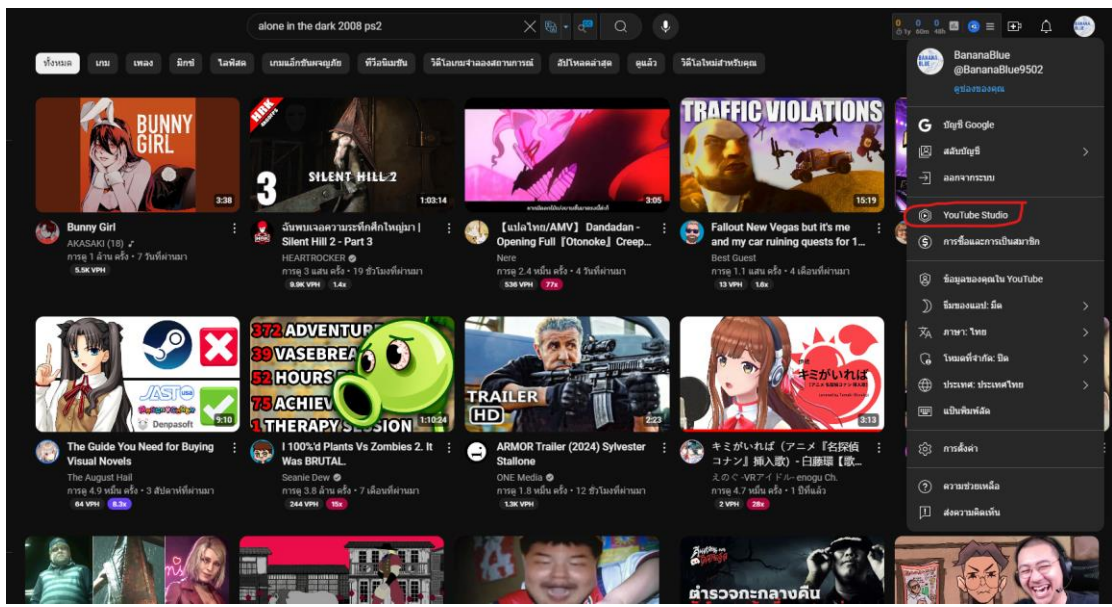 alone in the dark 2008 ps2
0 0 0
1y 60m 48h
ทั้งหมด เกม เพลง มิกซ์ ไลฟ์สด เกมแอ็กชันผจญภัย ทีวีอนิเมชัน วิดีโอเกมจำลองสถานการณ์ อัปโหลดล่าสุด ดูแล้ว วิดีโอใหม่สำหรับคุณ
BUNNY
GIRL
3:38
Bunny Girl
AKASAKI (18)
การดู 1 ล้าน ครั้ง • 7 วันที่ผ่านมา
5.5K VPH
HRK
3
SILENT HILL 2
1:03:14
ฉันพบเจอความระทึกศึกใหญ่มา |
Silent Hill 2 - Part 3
HEARTROCKER
การดู 3 แสน ครั้ง • 19 ชั่วโมงที่ผ่านมา
9.9K VPH 1.4x
3:05
【แปลไทย/AMV】 Dandadan -
Opening Full『Otonoke』Creep...
Nere
การดู 2.4 หมื่น ครั้ง • 4 วันที่ผ่านมา
536 VPH 77x
TRAFFIC VIOLATIONS
15:19
Fallout New Vegas but it's me
and my car ruining quests for 1...
Best Guest
การดู 1.1 แสน ครั้ง • 4 เดือนที่ผ่านมา
13 VPH 1.6x
BANANA
BLUE
BananaBlue
@BananaBlue9502
ดูช่องของคุณ
บัญชี Google
สลับบัญชี
ออกจากระบบ
YouTube Studio
การซื้อและการเป็นสมาชิก
ข้อมูลของคุณใน YouTube
ธีมของแอป: มืด
ภาษา: ไทย
โหมดที่จำกัด: ปิด
ประเทศ: ประเทศไทย
แป้นพิมพ์ลัด
การตั้งค่า
ความช่วยเหลือ
ส่งความคิดเห็น
JAST USA
Denpasoft
9:10
The Guide You Need for Buying
Visual Novels
The August Hail
การดู 4.9 หมื่น ครั้ง • 3 สัปดาห์ที่ผ่านมา
64 VPH 8.3x
372 ADVENTURE
39 VASEBREA
52 HOURS
75 ACHIEV
1 THERAPY SESSION
1:10:24
I 100%'d Plants Vs Zombies 2. It
Was BRUTAL.
Seanie Dew
การดู 3.8 ล้าน ครั้ง • 7 เดือนที่ผ่านมา
244 VPH 15x
TRAILER
HD
2:23
ARMOR Trailer (2024) Sylvester
Stallone
ONE Media
การดู 1.8 หมื่น ครั้ง • 12 ชั่วโมงที่ผ่านมา
1.3K VPH
キミがいれば
3:13
キミがいれば（アニメ『名探偵
コナン』挿入歌）- 白藤環【歌...
えのぐ -VRアイドル- enogu Ch.
การดู 4.7 หมื่น ครั้ง • 1 ปีที่แล้ว
2 VPH 28x
ตำรวจกะกลางคืน